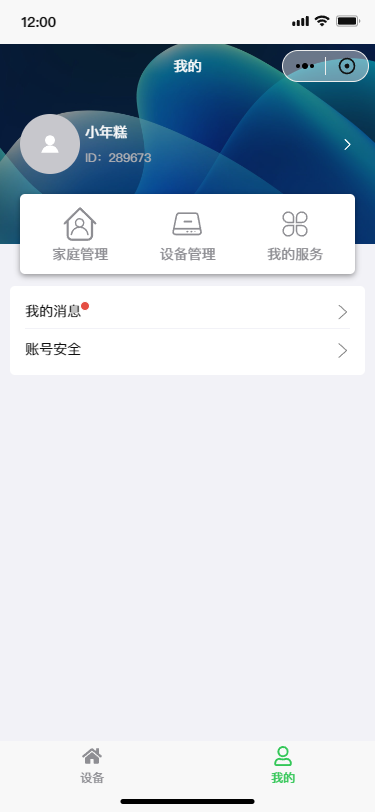 12:00
我的
小年糕
ID：289673
家庭管理 设备管理 我的服务
我的消息
账号安全
设备 我的